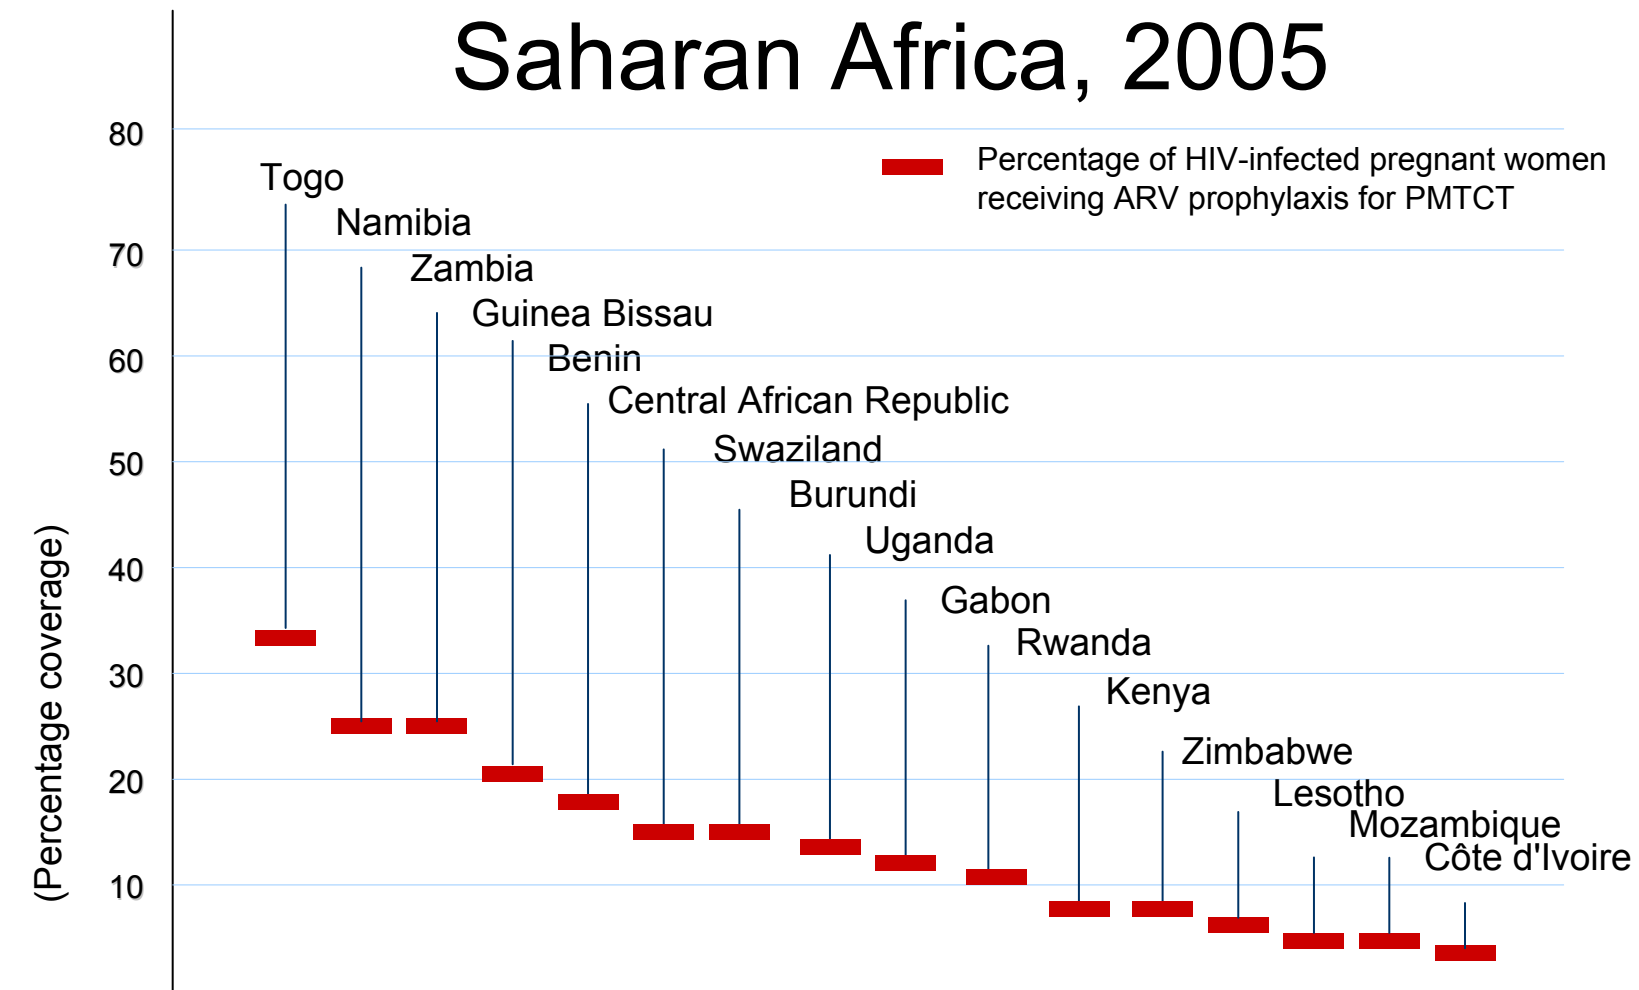 Saharan Africa, 2005
80
Percentage of HIV-infected pregnant women
receiving ARV prophylaxis for PMTCT
Togo
Namibia
70
Zambia
Guinea Bissau
60
Benin
Central African Republic
Swaziland
50
Burundi
Uganda
40
Gabon
Rwanda
30
Kenya
Zimbabwe
20
Lesotho
Mozambique
Côte d'Ivoire
10
(Percentage coverage)